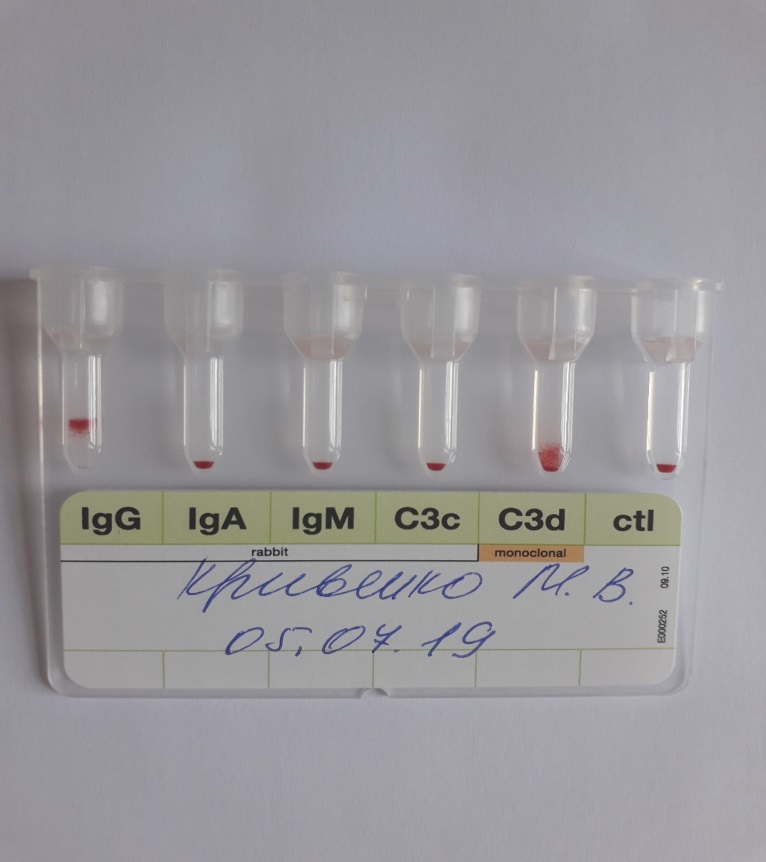 IgG IgA IgM C3c C3d ctl
rabbit monoclonal
Кривенко М. В.
05.07.19
09.10
E000252